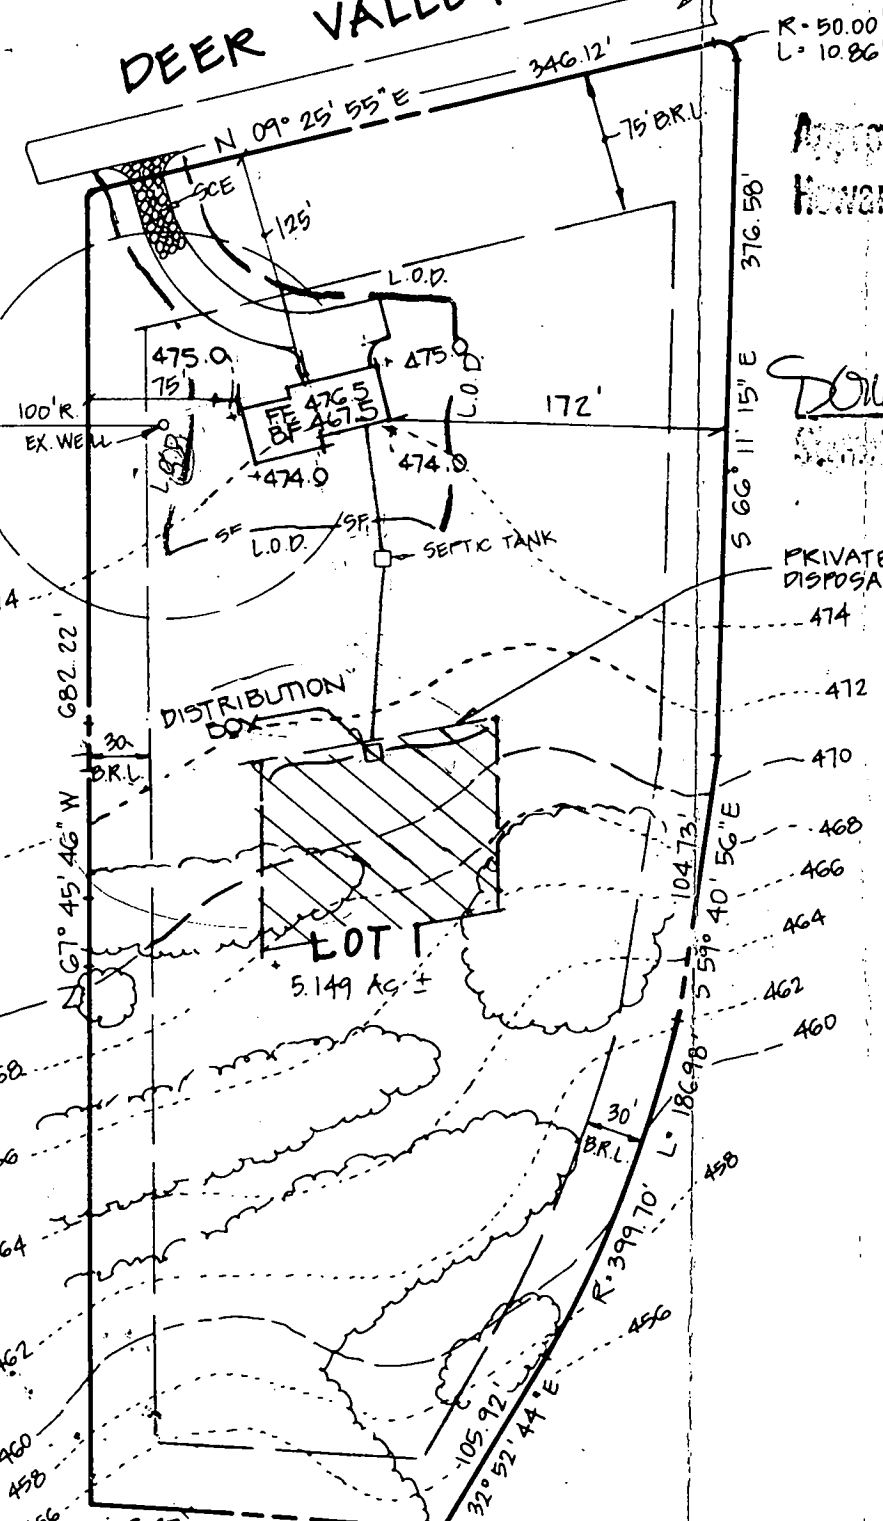 DEER
N 09° 25' 55" E
346.12'
R= 50.00
L= 10.86
75' B.R.L.
SCE
125'
376.58'
L.O.D.
475.0
75'
475.0
L.O.D.
100' R.
EX. WELL
F.F. 476.5
BF 467.5
172'
L.O.D.
474.0
474.0
S 66° 11' 15" E
SF
L.O.D.
SF
SEPTIC TANK
PRIVATE
DISPOSA
474
682.22'
472
DISTRIBUTION
BOX
30
B.R.L.
470
N 67° 45' 46" W
104.73'
S 59° 40' 56" E
468
466
464
LOT 1
5.149 AC ±
462
460
L= 186.98'
30'
B.R.L.
458
R= 399.70'
64
456
462
105.92'
32° 52' 44" E
460
458